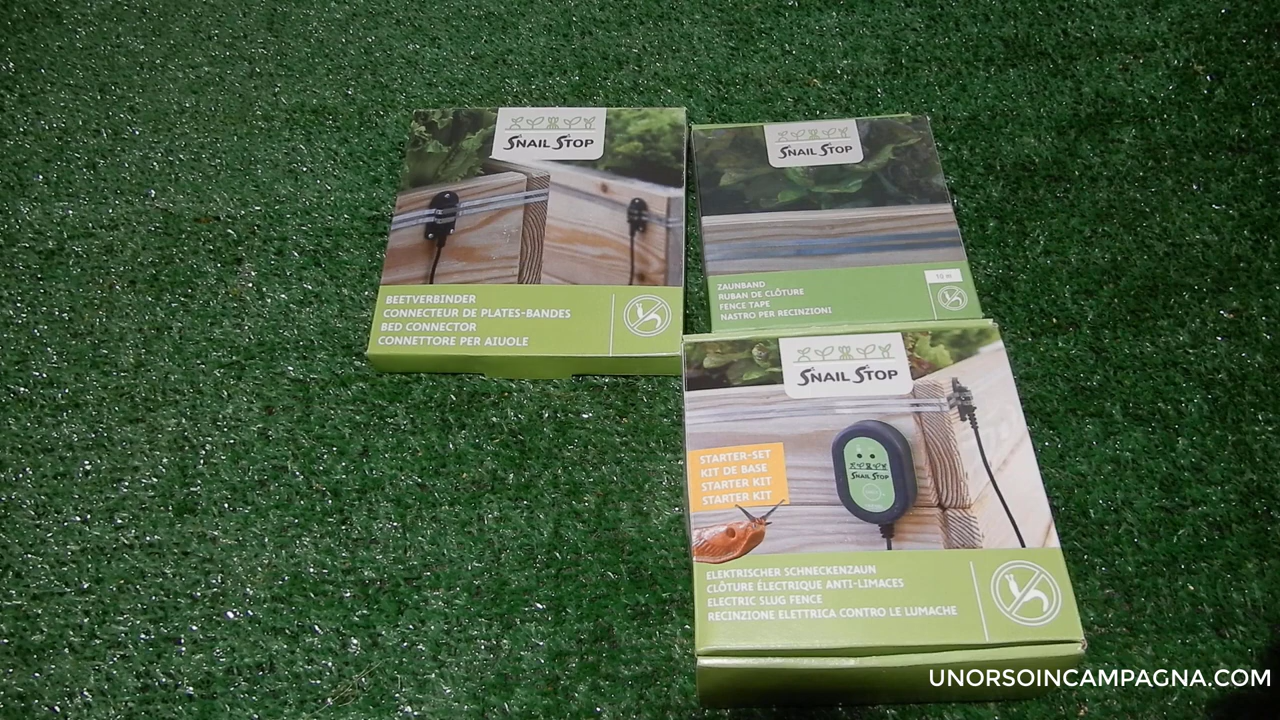 SNAIL STOP
BEETVERBINDER
CONNECTEUR DE PLATES-BANDES
BED CONNECTOR
CONNETTORE PER AIUOLE
SNAIL STOP
10 m
ZAUNBAND
RUBAN DE CLÔTURE
FENCE TAPE
NASTRO PER RECINZIONI
SNAIL STOP
STARTER-SET
KIT DE BASE
STARTER KIT
STARTER KIT
SNAIL STOP
ELEKTRISCHER SCHNECKENZAUN
CLÔTURE ÉLECTRIQUE ANTI-LIMACES
ELECTRIC SLUG FENCE
RECINZIONE ELETTRICA CONTRO LE LUMACHE
UNORSOINCAMPAGNA.COM